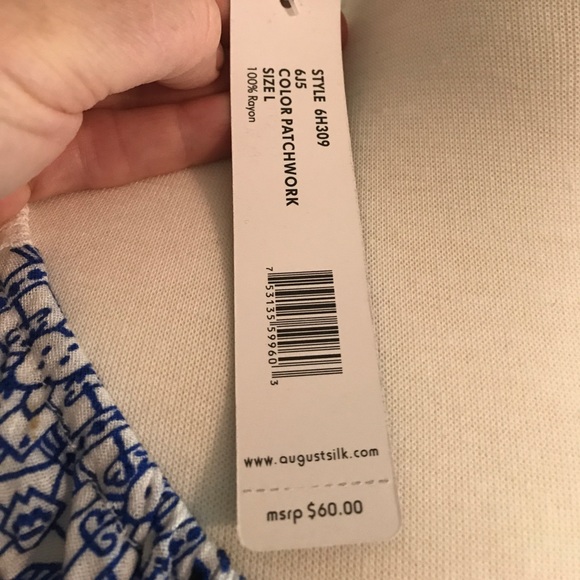 STYLE 6H309
6J5
COLOR PATCHWORK
SIZE L
100% Rayon
7 53135 59960 3
www.augustsilk.com
msrp $60.00